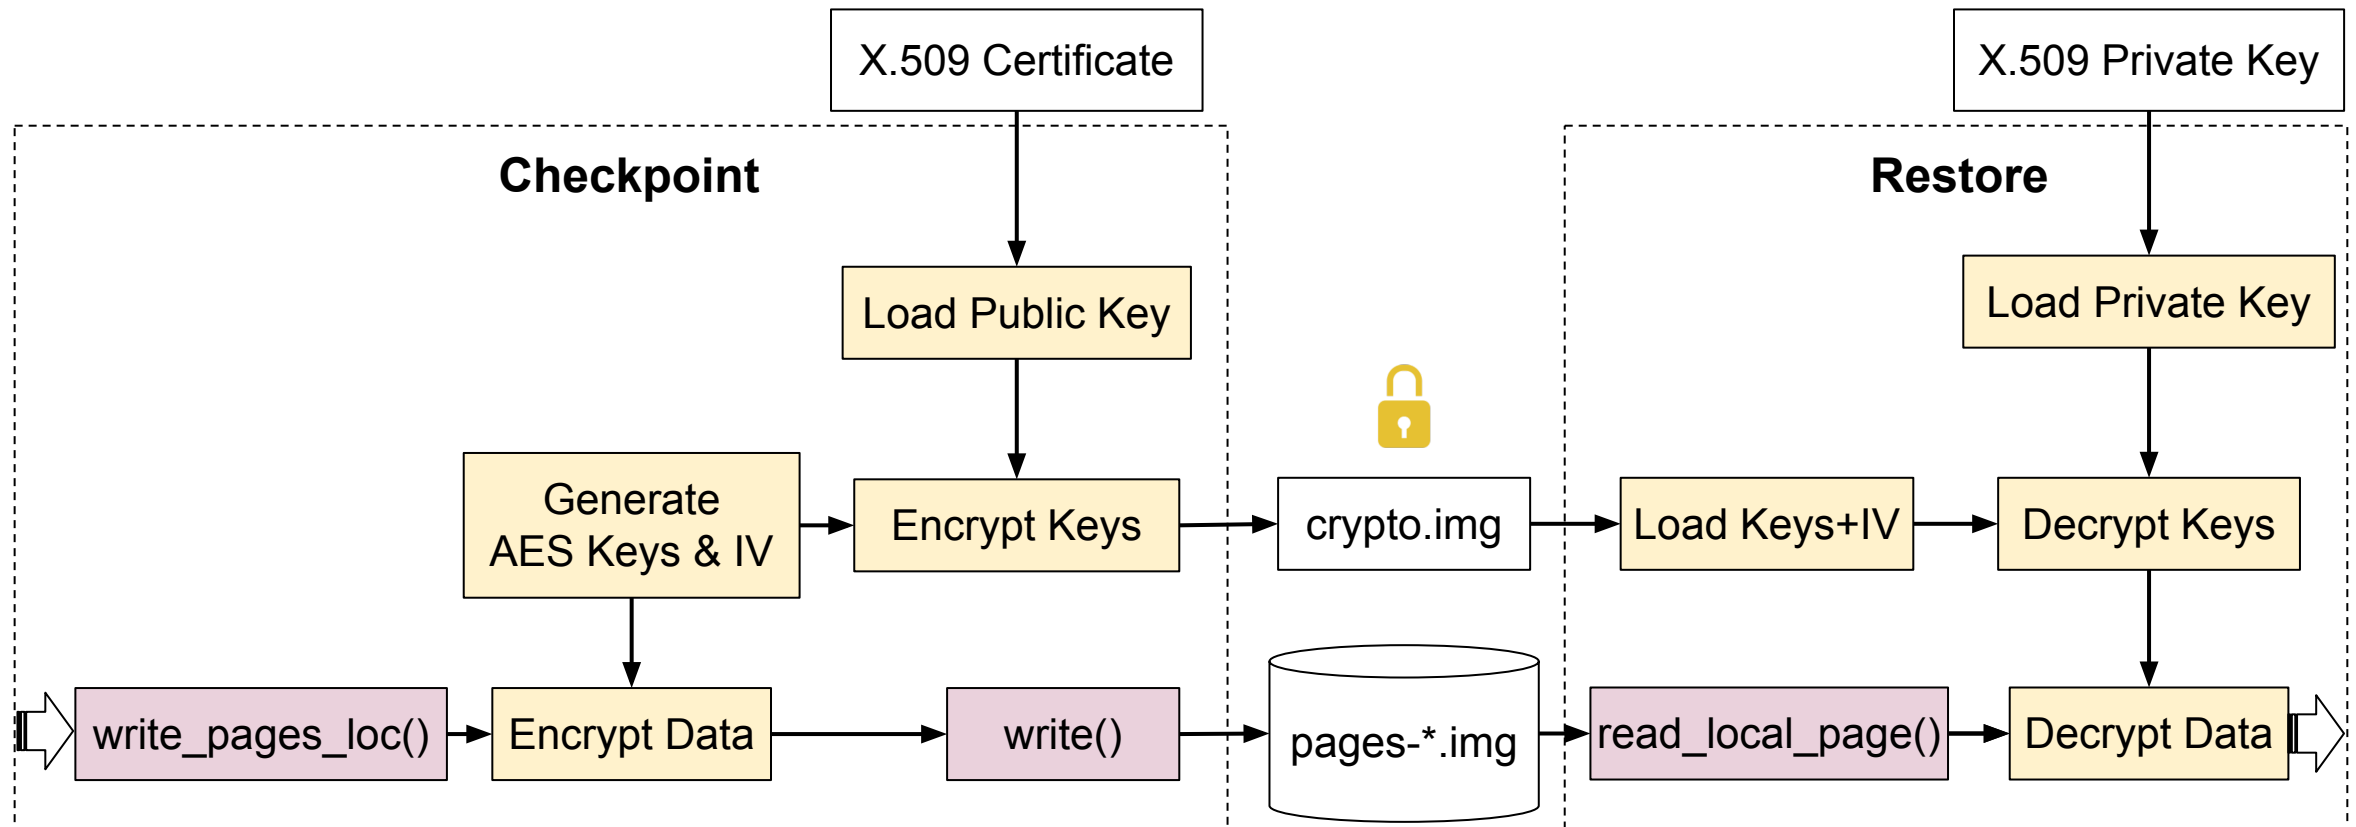 X.509 Certificate
X.509 Private Key
Checkpoint
Restore
Load Public Key
Load Private Key
Generate
AES Keys & IV
Encrypt Keys
crypto.img
Load Keys+IV
Decrypt Keys
write_pages_loc()
Encrypt Data
write()
pages-*.img
read_local_page()
Decrypt Data